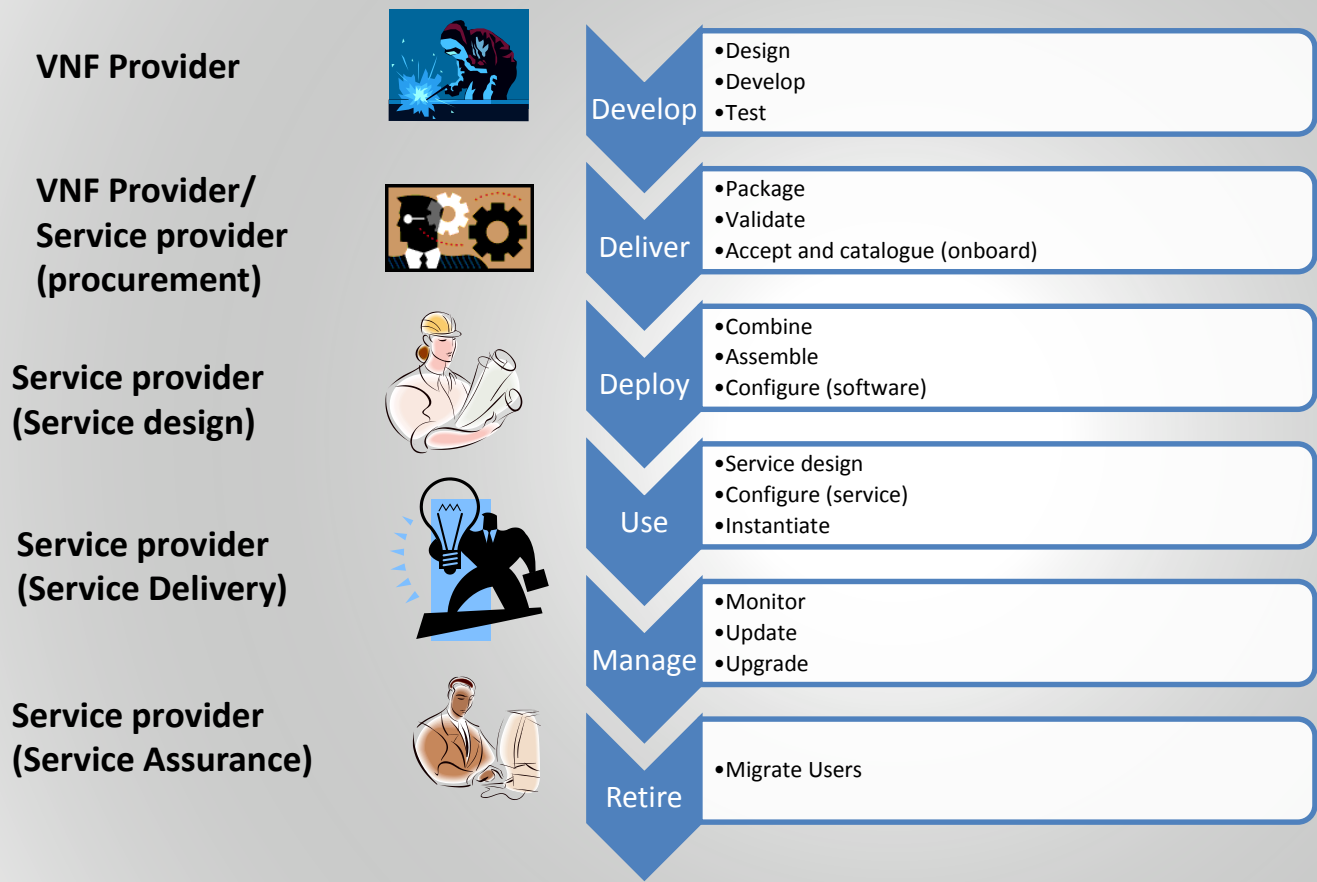 VNF Provider
Develop
•Design
•Develop
•Test
VNF Provider/
Service provider
(procurement)
Deliver
•Package
•Validate
•Accept and catalogue (onboard)
Service provider
(Service design)
Deploy
•Combine
•Assemble
•Configure (software)
Service provider
(Service Delivery)
Use
•Service design
•Configure (service)
•Instantiate
Service provider
(Service Assurance)
Manage
•Monitor
•Update
•Upgrade
Retire
•Migrate Users